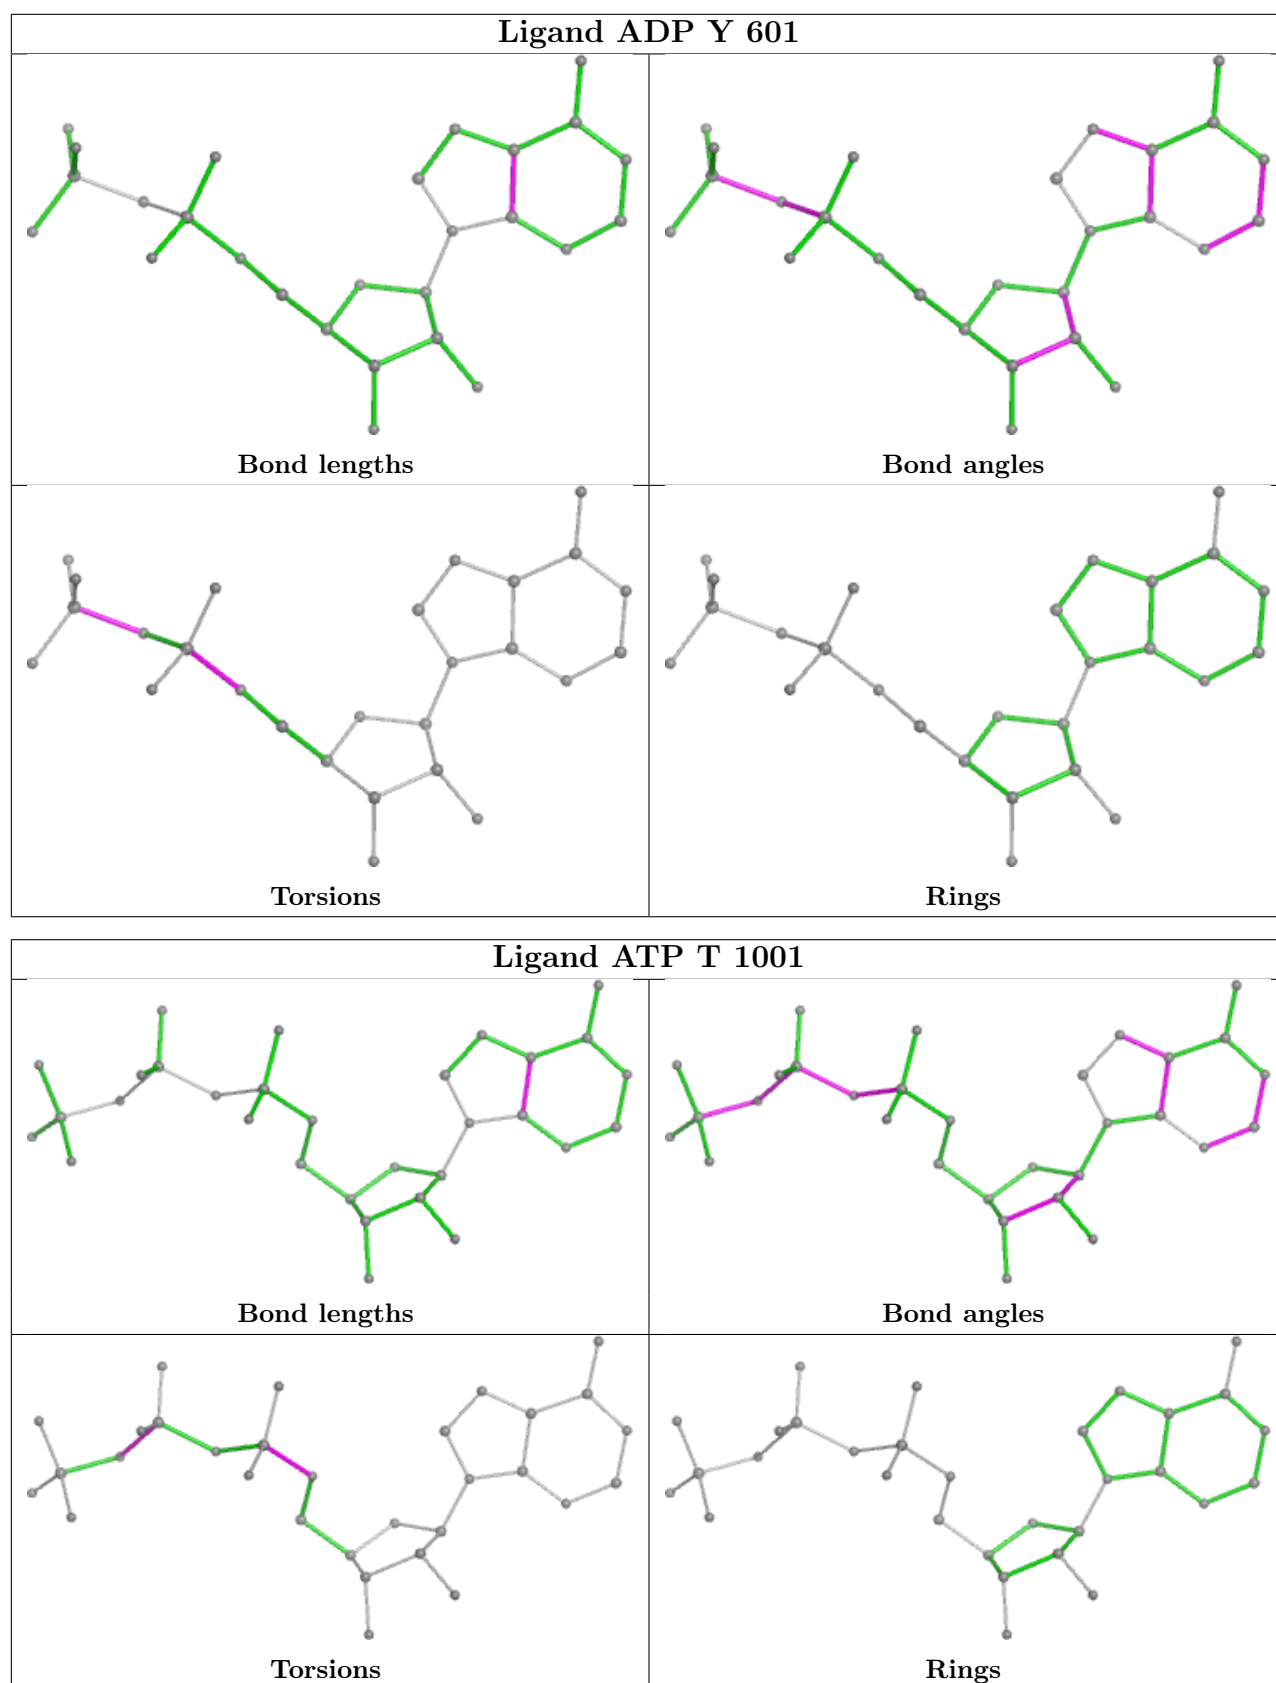 Ligand ADP Y 601
Bond lengths
Bond angles
Torsions
Rings
Ligand ATP T 1001
Bond lengths
Bond angles
Torsions
Rings